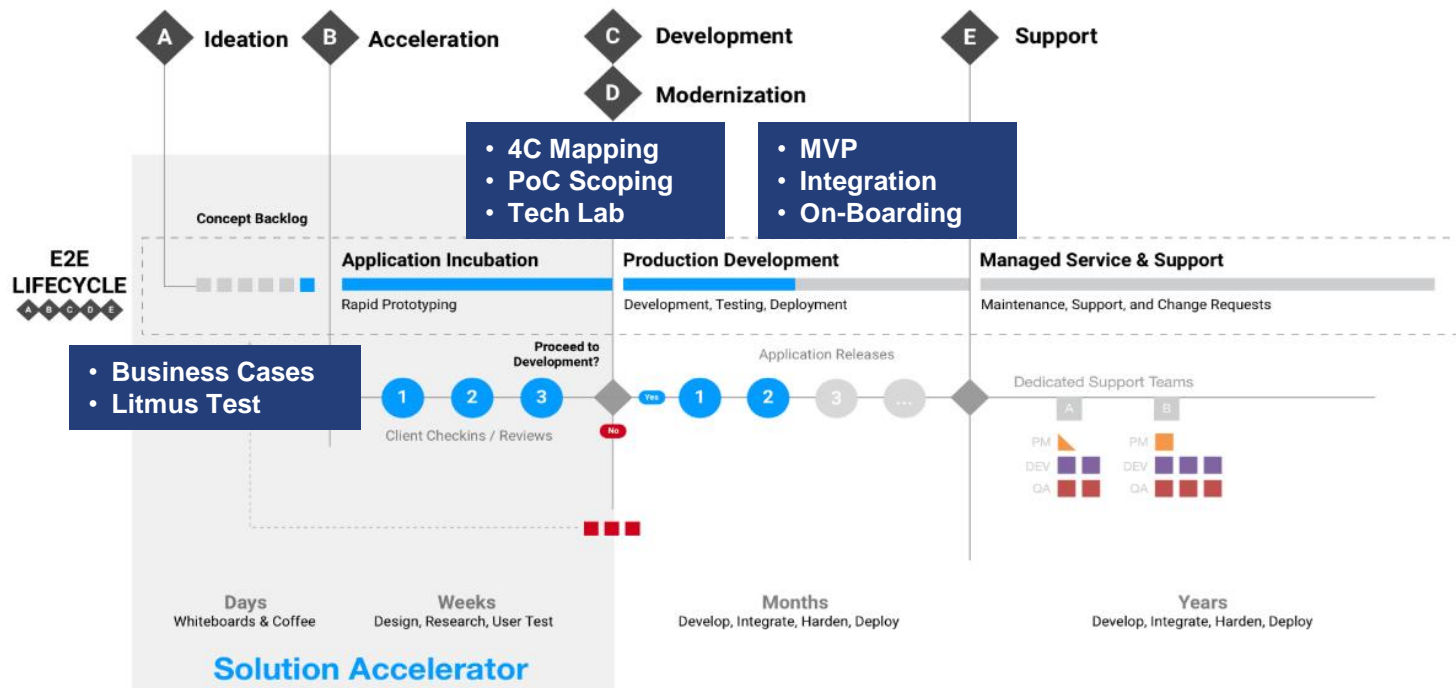 A Ideation
B Acceleration
C Development
D Modernization
E Support
• 4C Mapping
• PoC Scoping
• Tech Lab
• MVP
• Integration
• On-Boarding
Concept Backlog
E2E
LIFECYCLE
A B C D E
Application Incubation
Rapid Prototyping
Production Development
Development, Testing, Deployment
Managed Service & Support
Maintenance, Support, and Change Requests
• Business Cases
• Litmus Test
Proceed to
Development?
1 2 3
Client Checkins / Reviews
Yes
No
Application Releases
1 2 3 ...
Dedicated Support Teams
A B
PM PM
DEV DEV
QA QA
Days
Whiteboards & Coffee
Weeks
Design, Research, User Test
Months
Develop, Integrate, Harden, Deploy
Years
Develop, Integrate, Harden, Deploy
Solution Accelerator